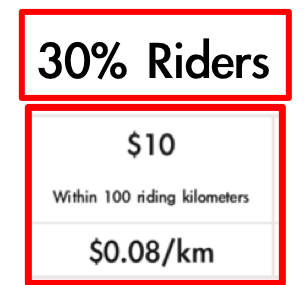 30% Riders
$10
Within 100 riding kilometers
$0.08/km